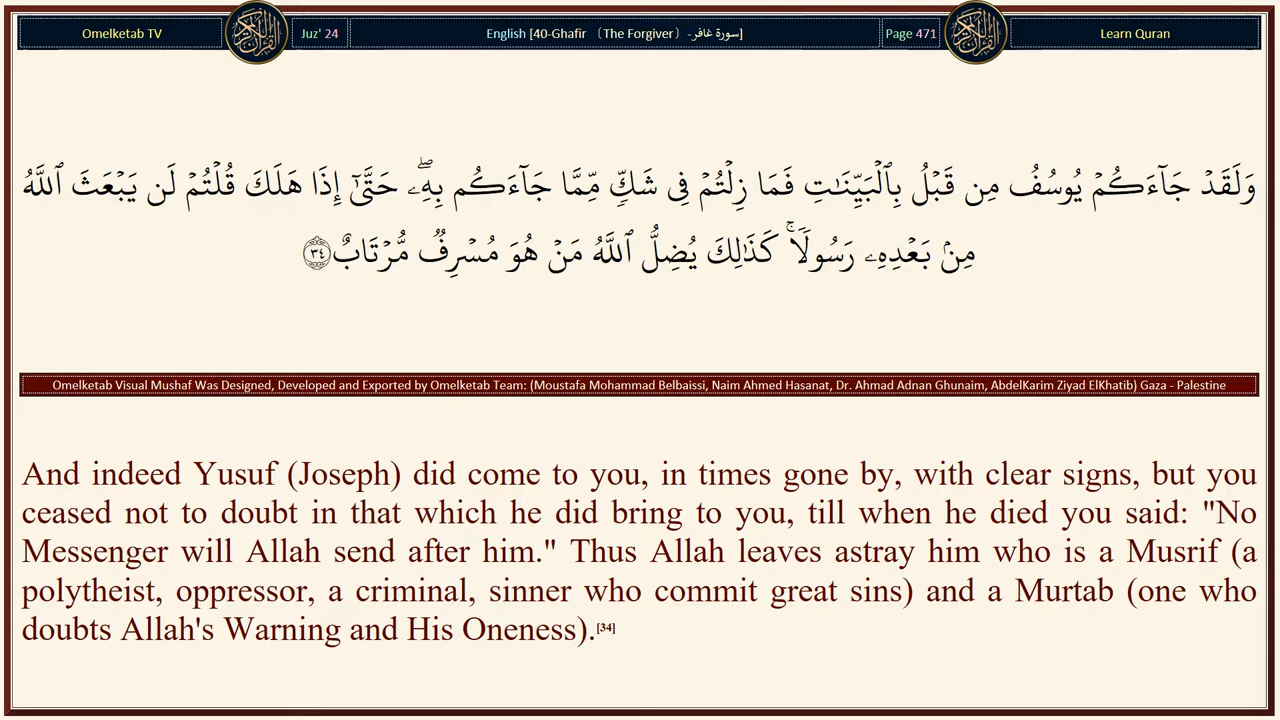 Omelketab TV
Juz' 24
English [40-Ghafir (The Forgiver) -سورة غافر]
Page 471
Learn Quran
وَلَقَدۡ جَآءَكُمۡ يُوسُفُ مِن قَبۡلُ بِٱلۡبَيِّنَٰتِ فَمَا زِلۡتُمۡ فِي شَكّٖ مِّمَّا جَآءَكُم بِهِۦۖ حَتَّىٰٓ إِذَا هَلَكَ قُلۡتُمۡ لَن يَبۡعَثَ ٱللَّهُ
مِنۢ بَعۡدِهِۦ رَسُولٗاۚ كَذَٰلِكَ يُضِلُّ ٱللَّهُ مَنۡ هُوَ مُسۡرِفٞ مُّرۡتَابٌ ٣٤
Omelketab Visual Mushaf Was Designed, Developed and Exported by Omelketab Team: (Moustafa Mohammad Belbaissi, Naim Ahmed Hasanat, Dr. Ahmad Adnan Ghunaim, AbdelKarim Ziyad ElKhatib) Gaza - Palestine
And indeed Yusuf (Joseph) did come to you, in times gone by, with clear signs, but you
ceased not to doubt in that which he did bring to you, till when he died you said: "No
Messenger will Allah send after him." Thus Allah leaves astray him who is a Musrif (a
polytheist, oppressor, a criminal, sinner who commit great sins) and a Murtab (one who
doubts Allah's Warning and His Oneness).[34]